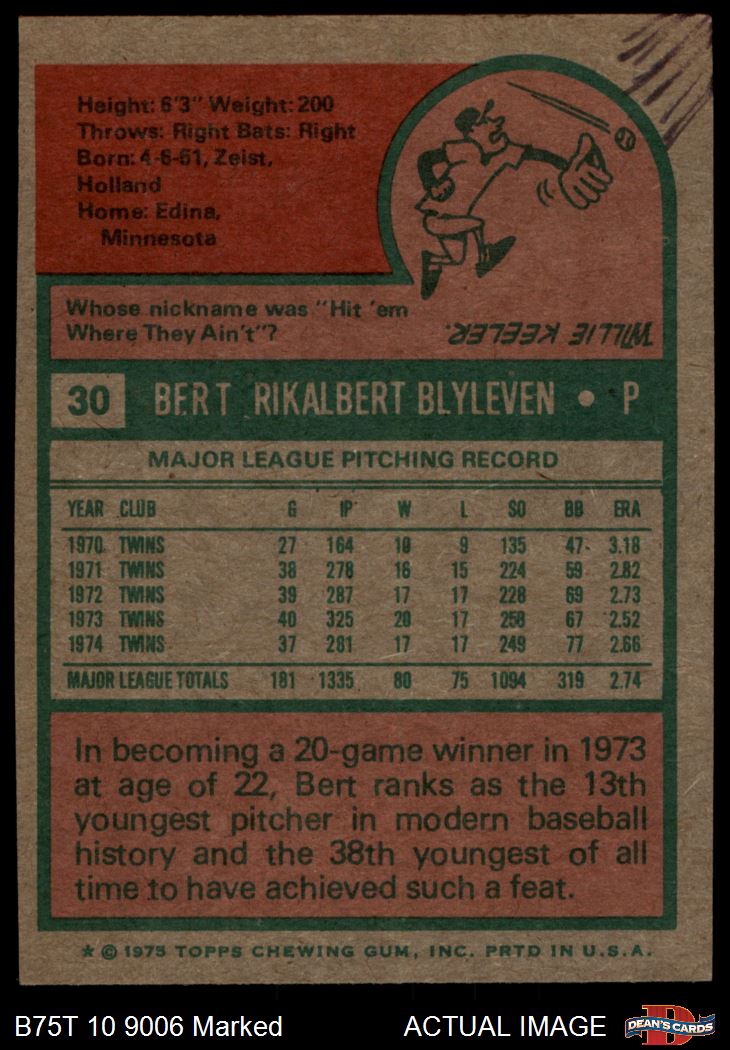 Height: 6'3" Weight: 200
Throws: Right Bats: Right
Born: 4-6-51, Zeist,
Holland
Home: Edina,
Minnesota
Whose nickname was "Hit 'em
Where They Ain't"?
WILLIE KEELER.
30 BERT RIKALBERT BLYLEVEN • P
MAJOR LEAGUE PITCHING RECORD
YEAR CLUB G IP W L SO BB ERA
1970 TWINS 27 164 10 9 135 47 3.18
1971 TWINS 38 278 16 15 224 59 2.82
1972 TWINS 39 287 17 17 228 69 2.73
1973 TWINS 40 325 20 17 258 67 2.52
1974 TWINS 37 281 17 17 249 77 2.66
MAJOR LEAGUE TOTALS 181 1335 80 75 1094 319 2.74
In becoming a 20-game winner in 1973
at age of 22, Bert ranks as the 13th
youngest pitcher in modern baseball
history and the 38th youngest of all
time to have achieved such a feat.
* © 1975 TOPPS CHEWING GUM, INC. PRTD IN U.S.A.
B75T 10 9006 Marked ACTUAL IMAGE
D
DEAN'S CARDS